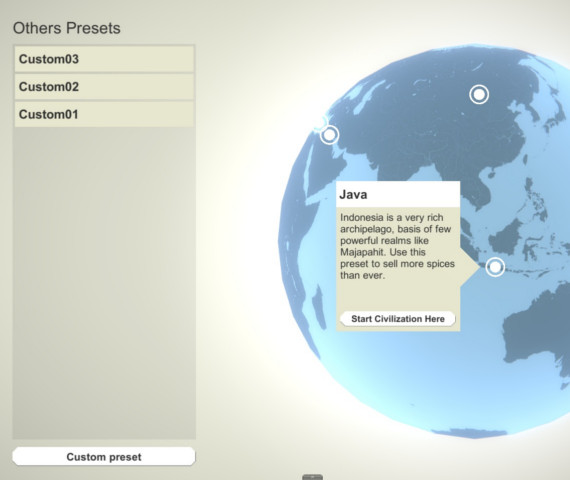 Others Presets
Custom03
Custom02
Custom01
Java
Indonesia is a very rich
archipelago, basis of few
powerful realms like
Majapahit. Use this
preset to sell more spices
than ever.
Start Civilization Here
Custom preset